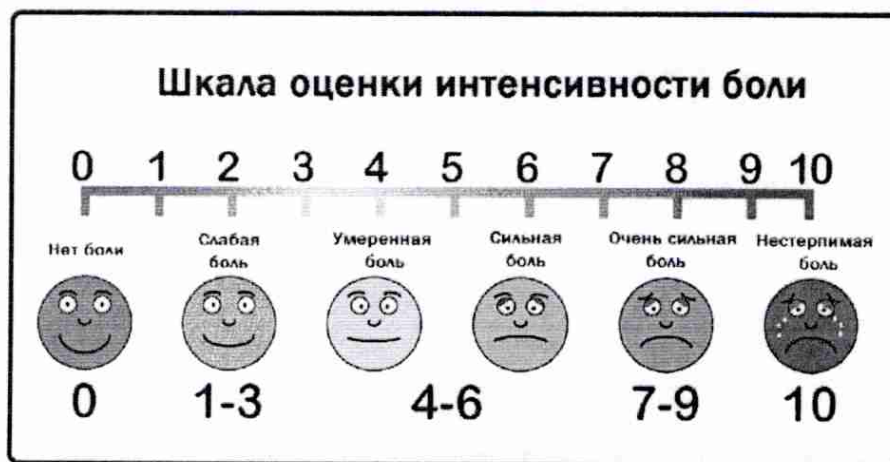 Шкала оценки интенсивности боли
0 1 2 3 4 5 6 7 8 9 10
Нет боли
Слабая
боль
Умеренная
боль
Сильная
боль
Очень сильная
боль
Нестерпимая
боль
0 1-3 4-6 7-9 10